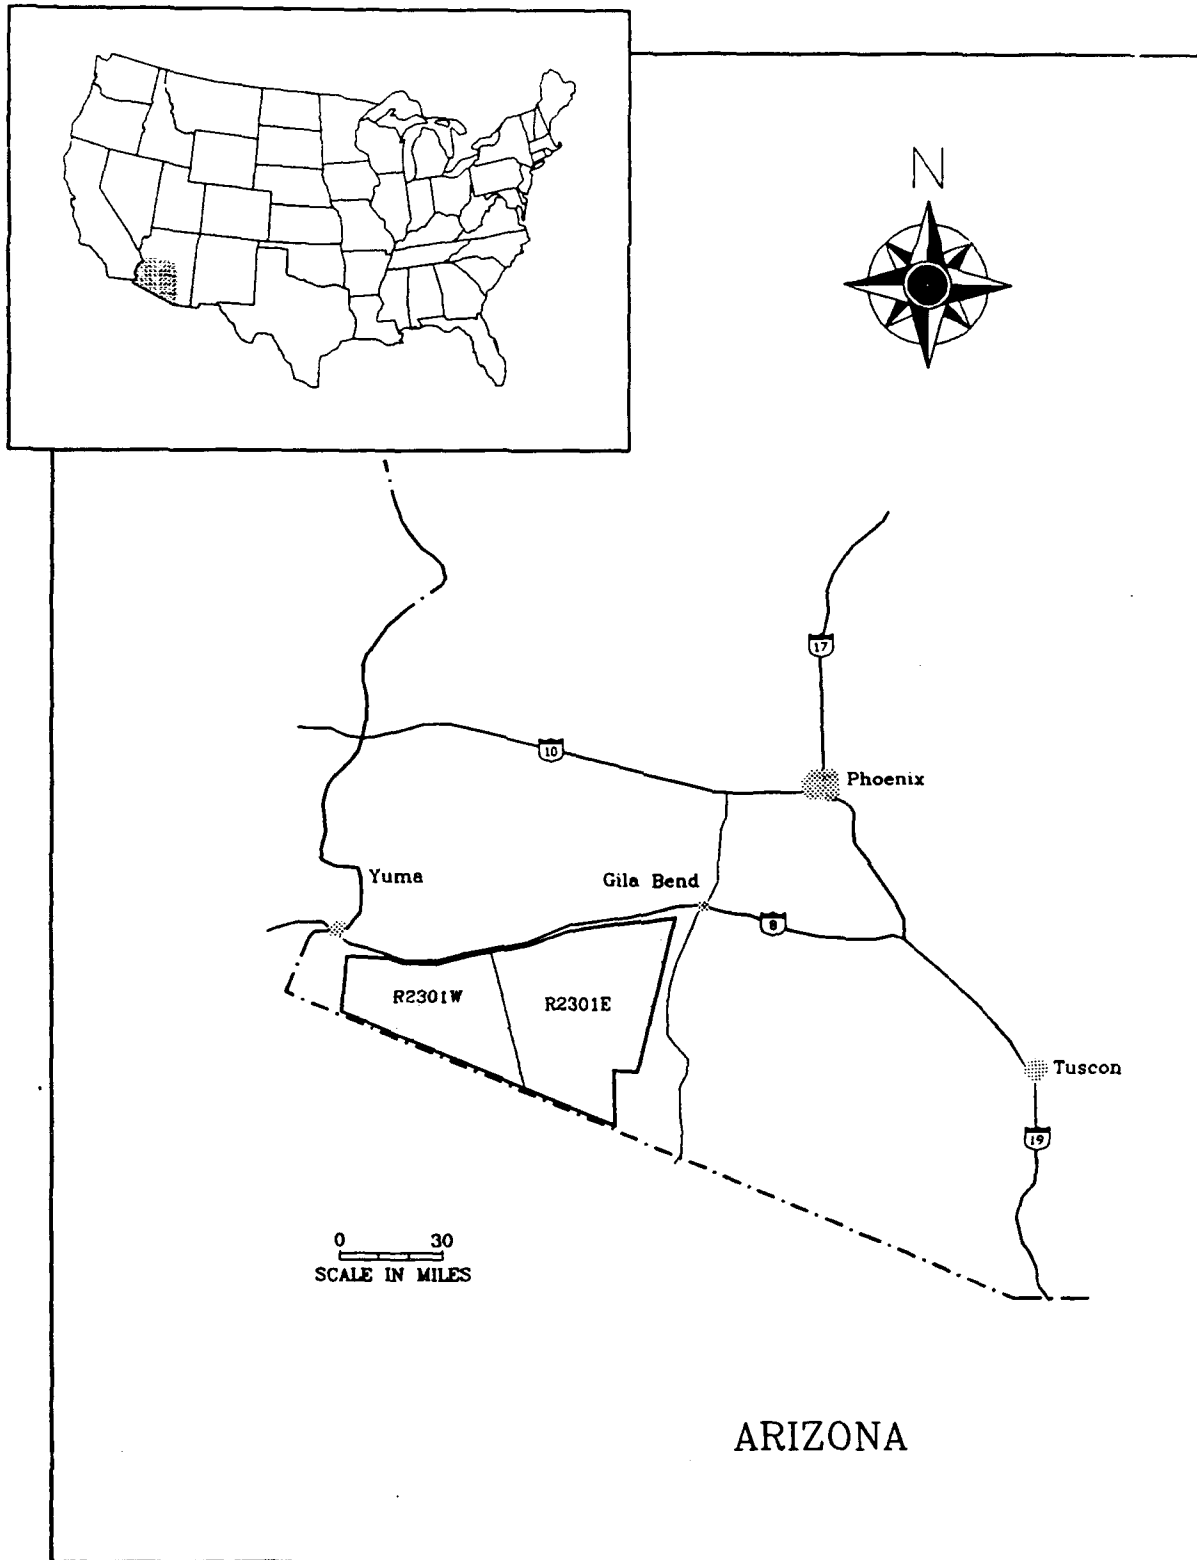 N
17
10
Phoenix
Yuma
Gila Bend
8
R2301W
R2301E
Tuscon
19
0 30
SCALE IN MILES
ARIZONA